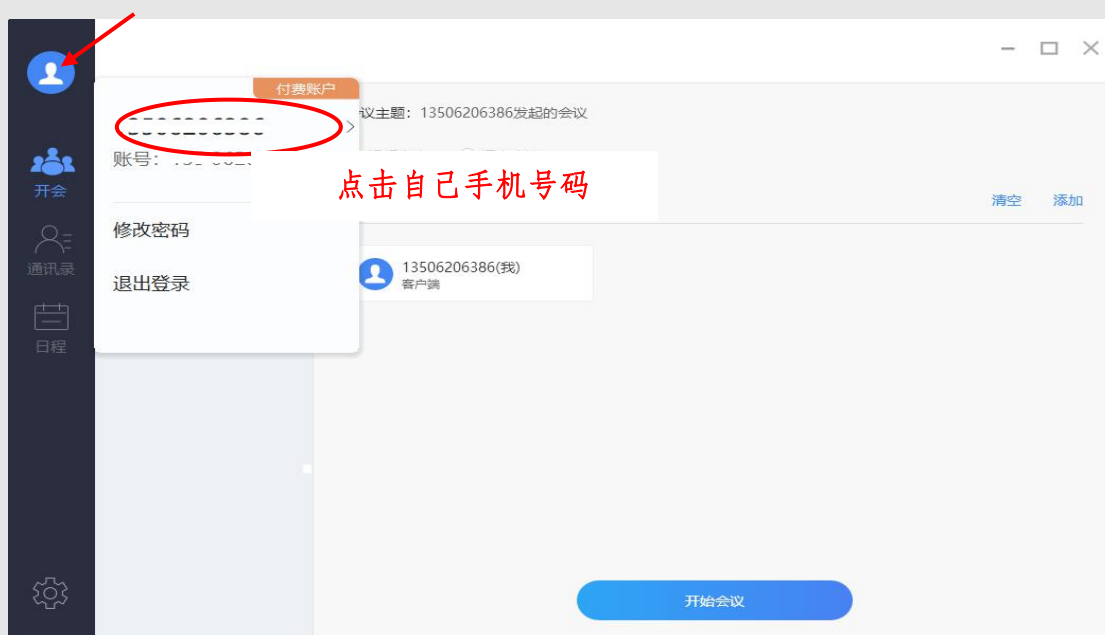 付费账户
议主题：13506206386发起的会议
账号：
点击自己手机号码
开会
清空 添加
修改密码
通讯录
13506206386(我)
客户端
退出登录
日程
开始会议